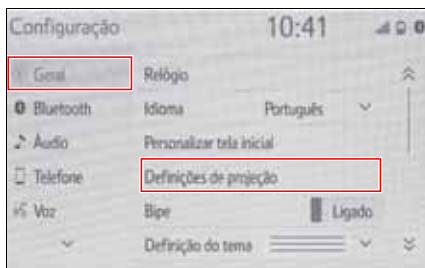 Configuração 10:41
Geral Relógio
Bluetooth Idioma Português
Áudio Personalizar tela inicial
Telefone Definições de projeção
Voz Bipe Ligado
Definição do tema